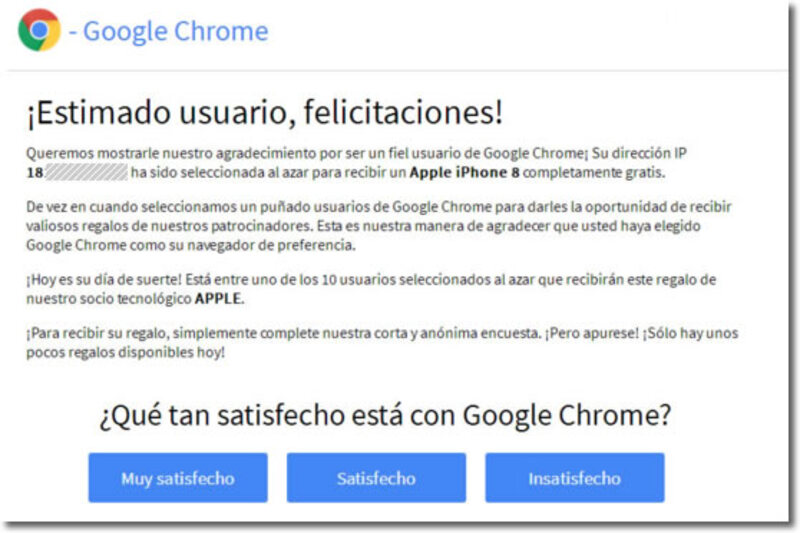 - Google Chrome
¡Estimado usuario, felicitaciones!
Queremos mostrarle nuestro agradecimiento por ser un fiel usuario de Google Chrome¡ Su dirección IP
18 ha sido seleccionada al azar para recibir un Apple iPhone 8 completamente gratis.
De vez en cuando seleccionamos un puñado usuarios de Google Chrome para darles la oportunidad de recibir
valiosos regalos de nuestros patrocinadores. Esta es nuestra manera de agradecer que usted haya elegido
Google Chrome como su navegador de preferencia.
¡Hoy es su día de suerte! Está entre uno de los 10 usuarios seleccionados al azar que recibirán este regalo de
nuestro socio tecnológico APPLE.
¡Para recibir su regalo, simplemente complete nuestra corta y anónima encuesta. ¡Pero apurese! ¡Sólo hay unos
pocos regalos disponibles hoy!
¿Qué tan satisfecho está con Google Chrome?
Muy satisfecho
Satisfecho
Insatisfecho